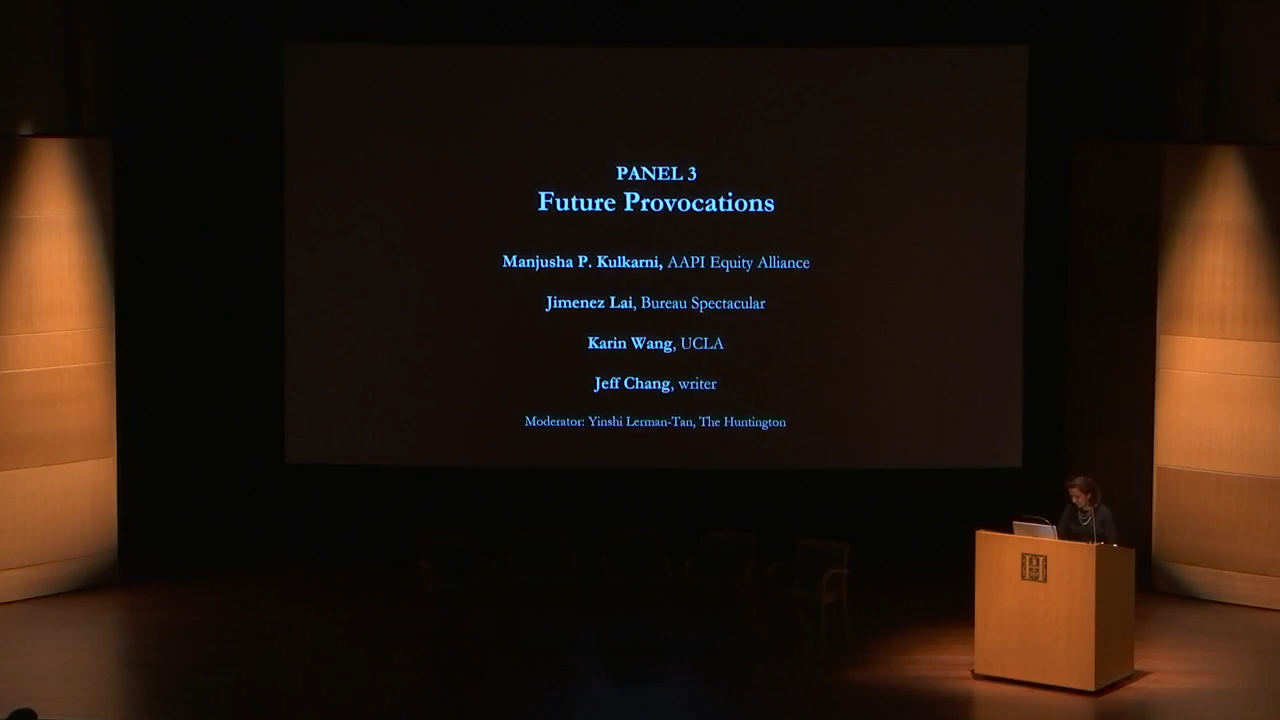 PANEL 3
Future Provocations
Manjusha P. Kulkarni, AAPI Equity Alliance
Jimenez Lai, Bureau Spectacular
Karin Wang, UCLA
Jeff Chang, writer
Moderator: Yinshi Lerman-Tan, The Huntington